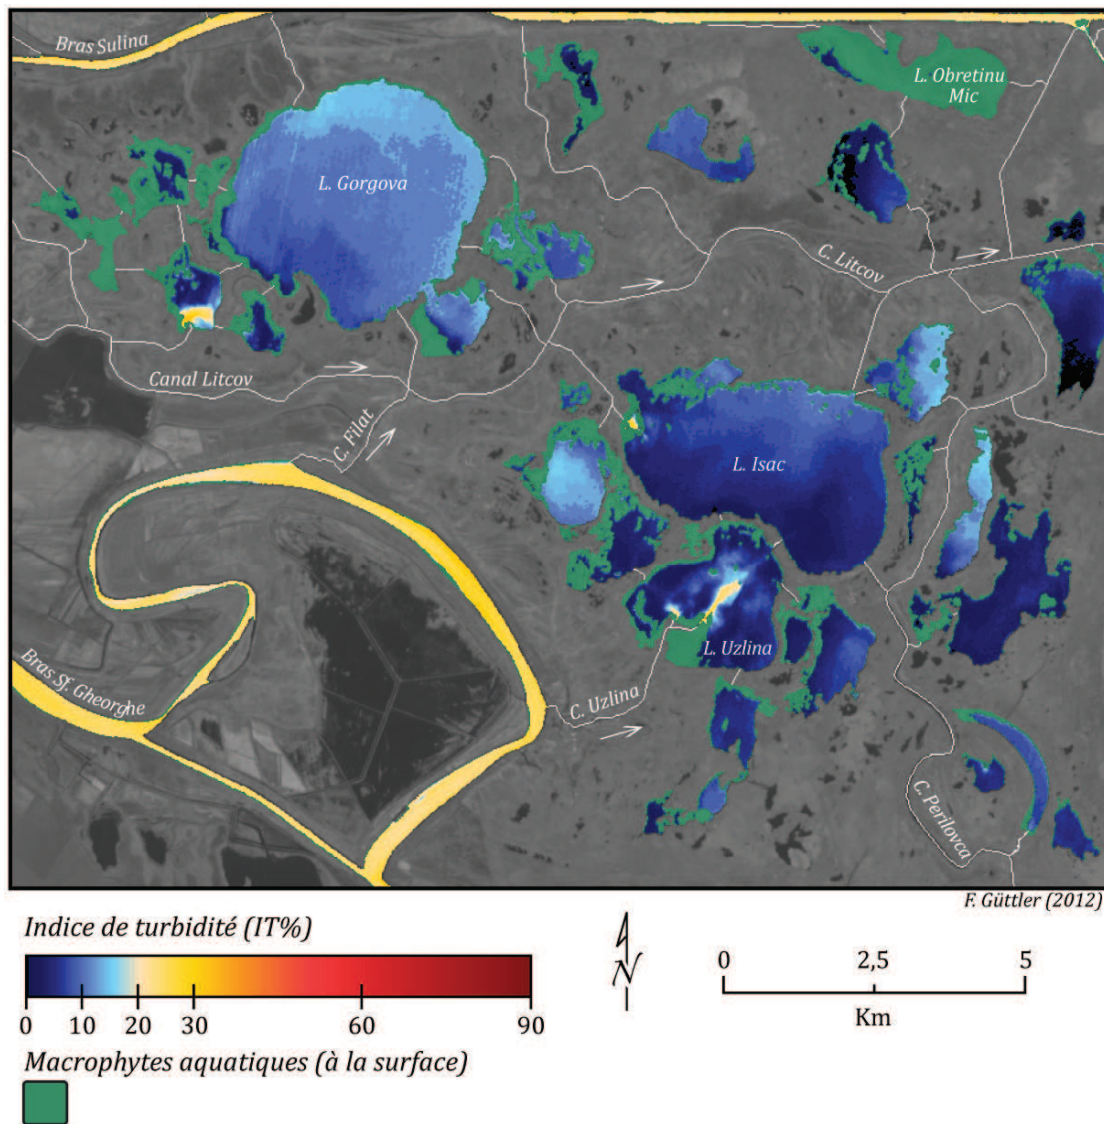 Bras Sulina
L. Obretinu
Mic
L. Gorgova
C. Litcov
Canal Litcov
C. Filat
L. Isac
Bras Sf. Gheorghe
L. Uzlina
C. Uzlina
C. Perilovca
F. Güttler (2012)
Indice de turbidité (IT%)
0 10 20 30 60 90
N
0 2,5 5
Km
Macrophytes aquatiques (à la surface)